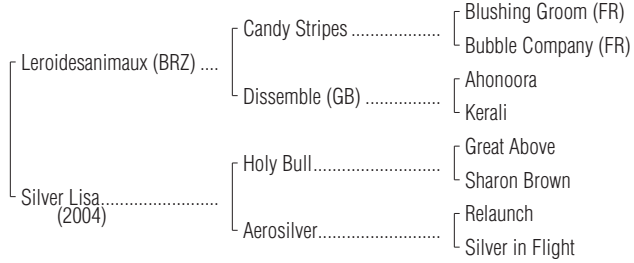 Blushing Groom (FR)
Candy Stripes ....................
Bubble Company (FR)
Leroidesanimaux (BRZ) ....
Ahonoora
Dissemble (GB) .................
Kerali
Great Above
Holy Bull.............................
Sharon Brown
Silver Lisa...........................
(2004)
Relaunch
Aerosilver............................
Silver in Flight